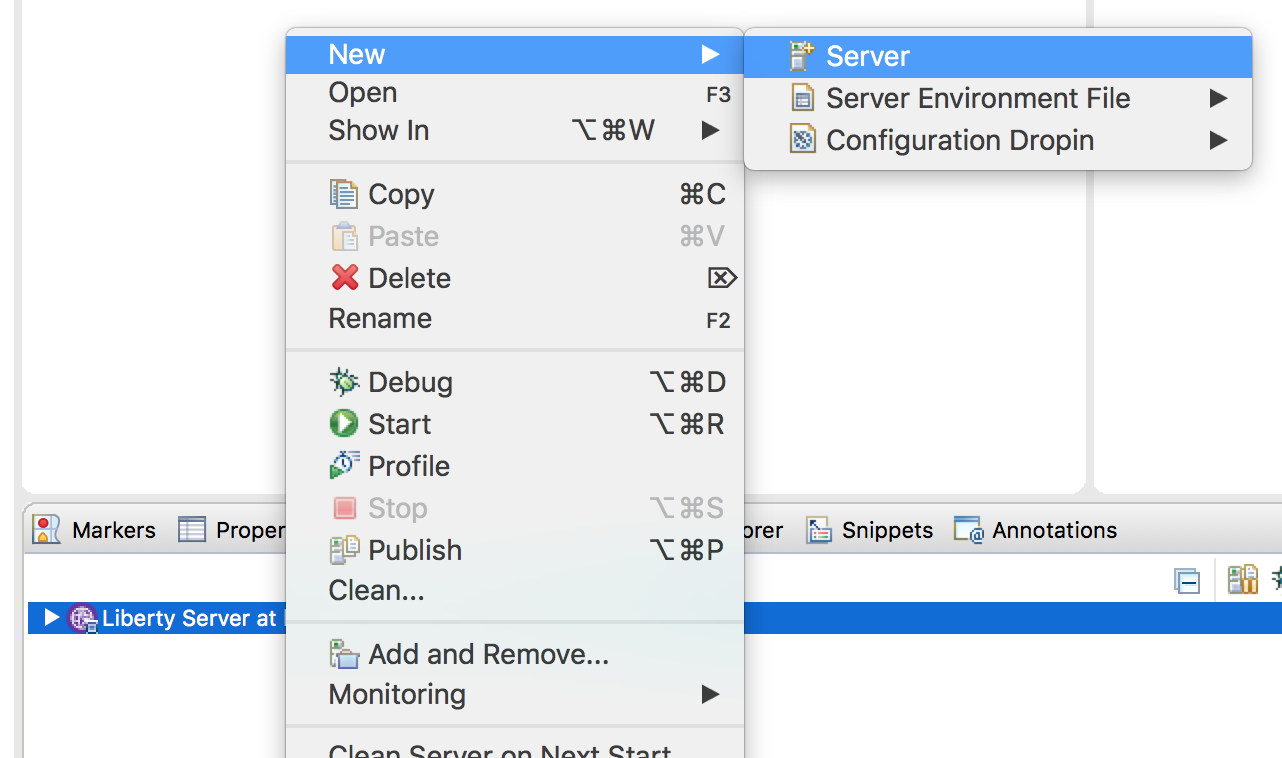 New ▶
Server
Open F3
Server Environment File ▶
Show In ⌥⌘W ▶
Configuration Dropin ▶
Copy ⌘C
Paste ⌘V
Delete ⌦
Rename F2
Debug ⌥⌘D
Start ⌥⌘R
Profile
Stop ⌥⌘S
Publish ⌥⌘P
Clean...
Add and Remove...
Monitoring ▶
Clean Server on Next Start
Markers Proper orer Snippets Annotations
Liberty Server at